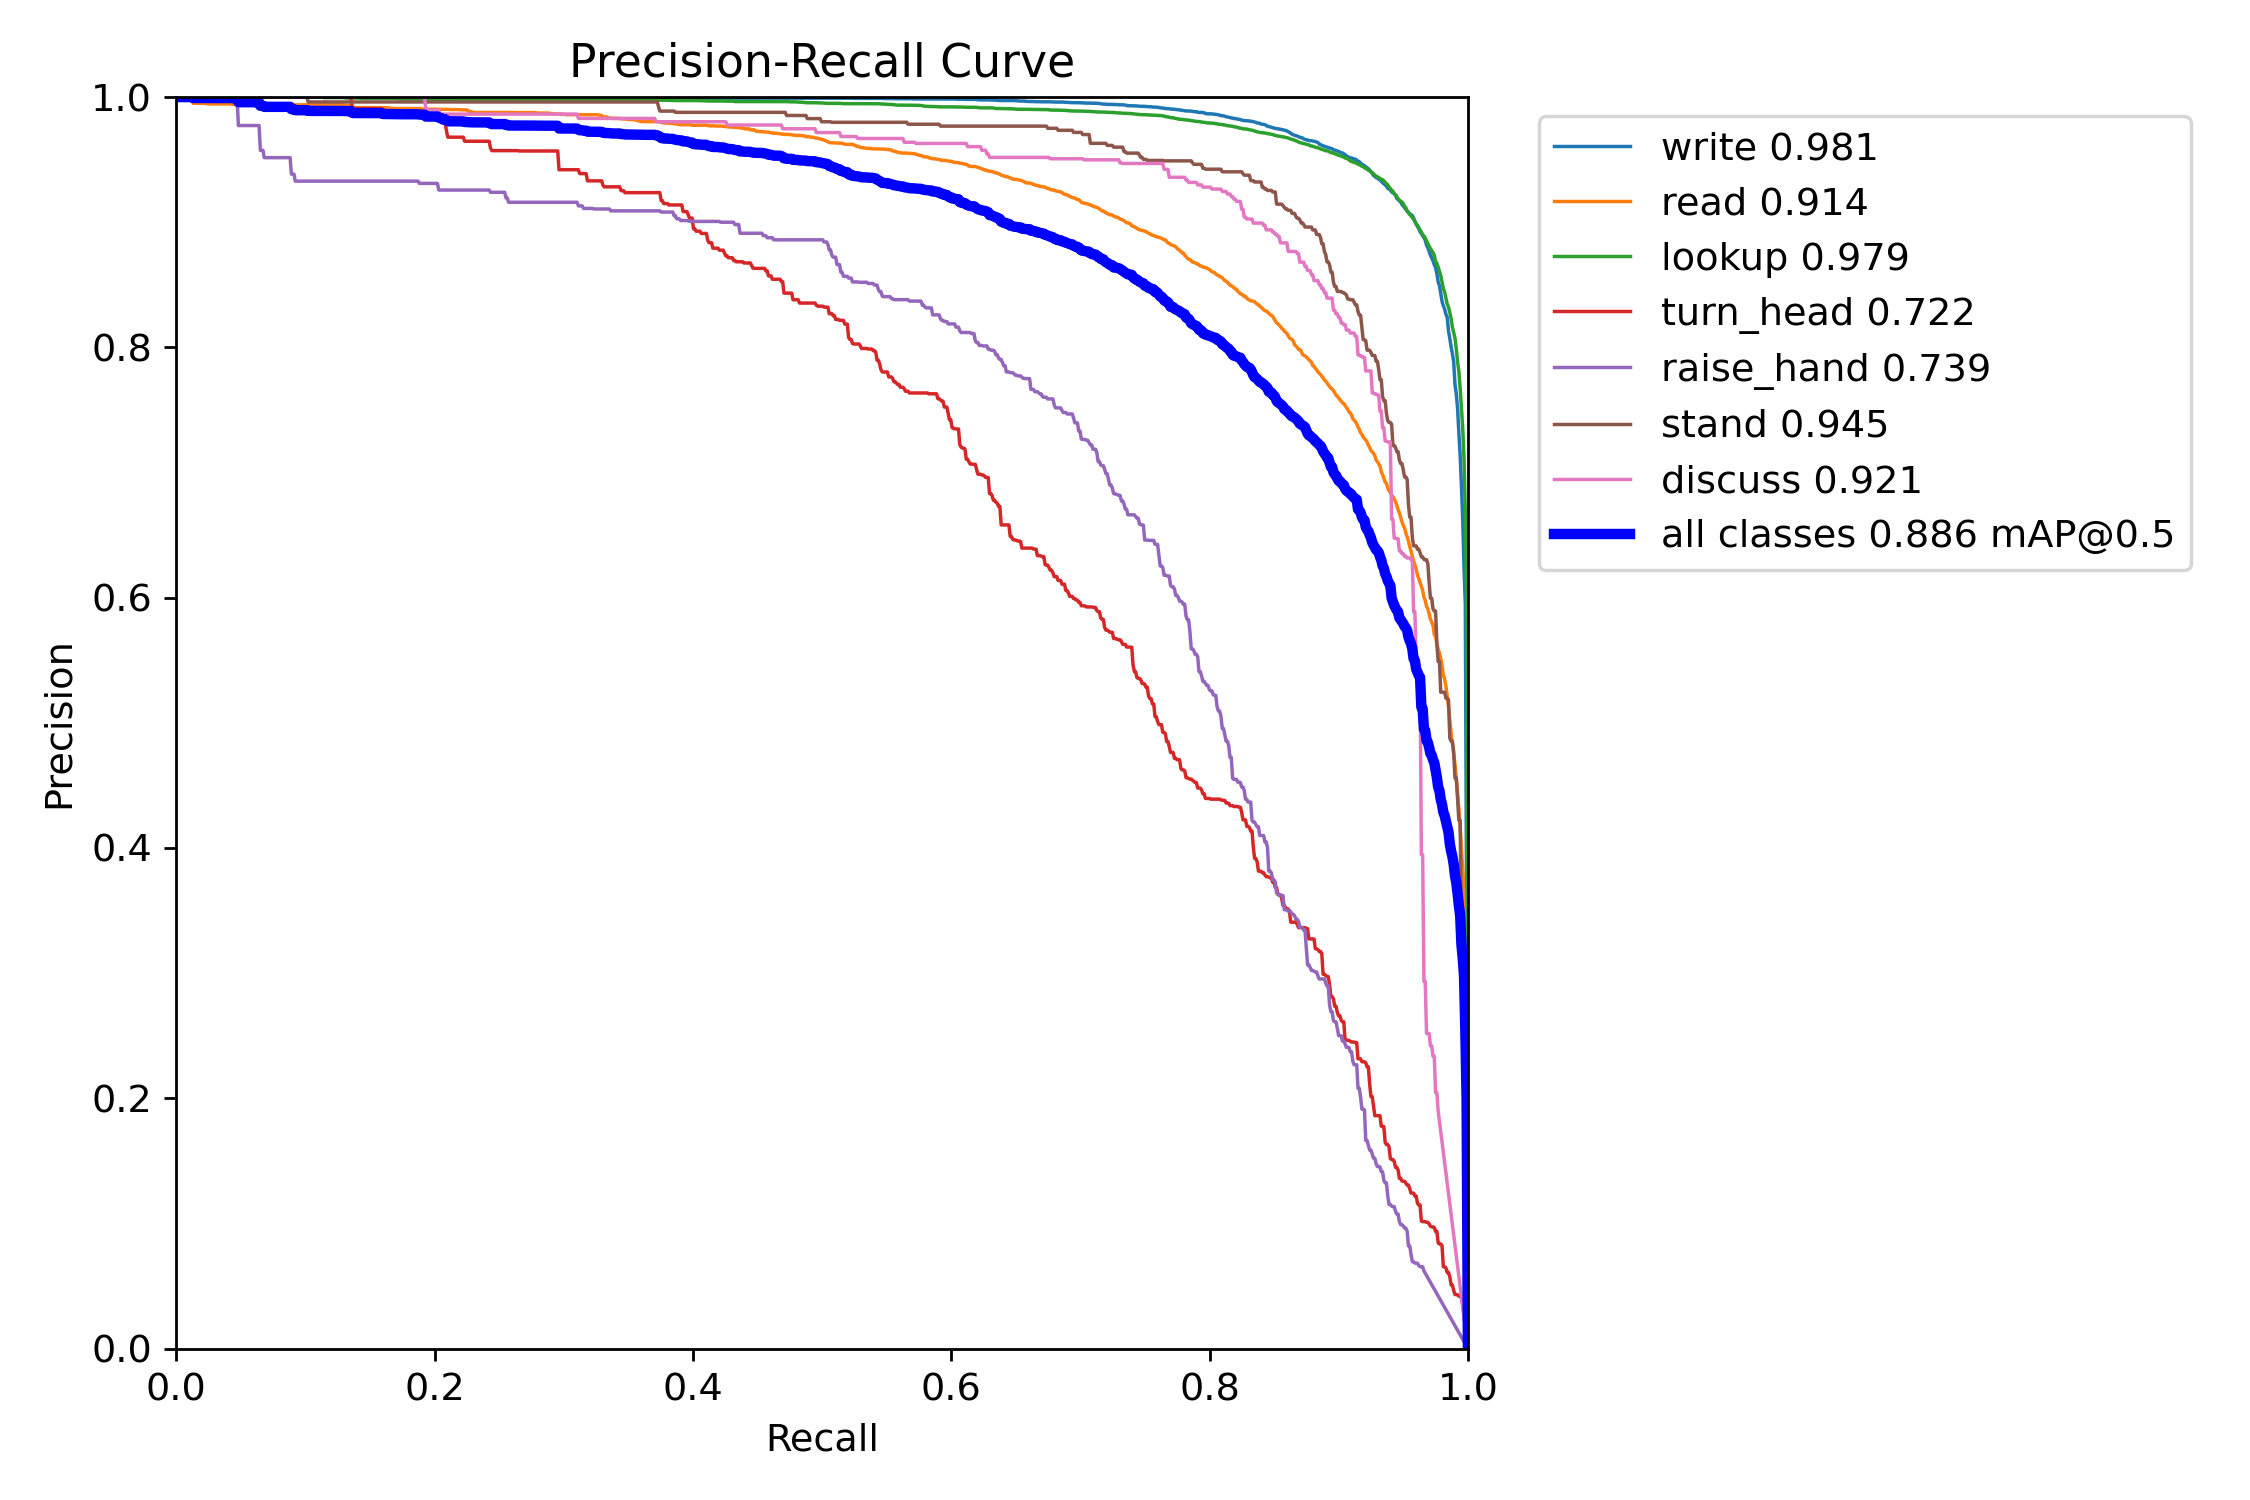 Precision-Recall Curve
1.0
0.8
0.6
0.4
0.2
0.0
Precision
0.0 0.2 0.4 0.6 0.8 1.0
Recall
write 0.981
read 0.914
lookup 0.979
turn_head 0.722
raise_hand 0.739
stand 0.945
discuss 0.921
all classes 0.886 mAP@0.5